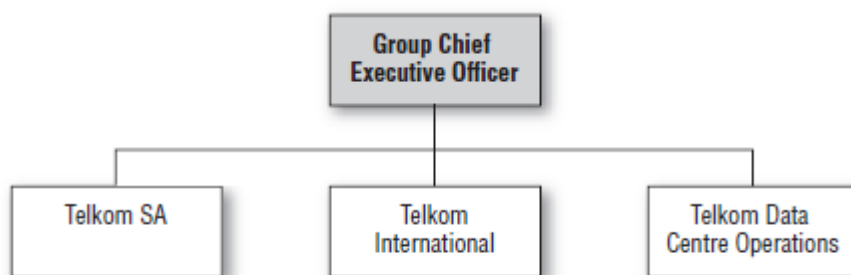 Group Chief
Executive Officer
Telkom SA
Telkom
International
Telkom Data
Centre Operations